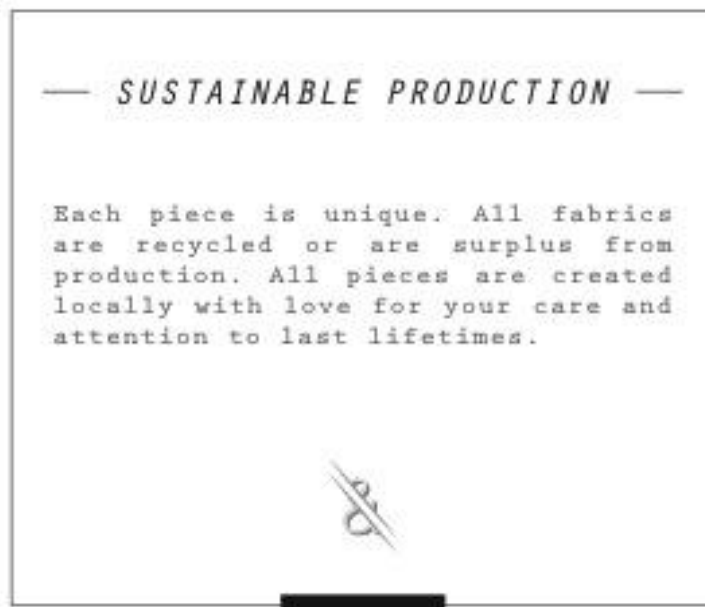 — SUSTAINABLE PRODUCTION —
Each piece is unique. All fabrics
are recycled or are surplus from
production. All pieces are created
locally with love for your care and
attention to last lifetimes.
&